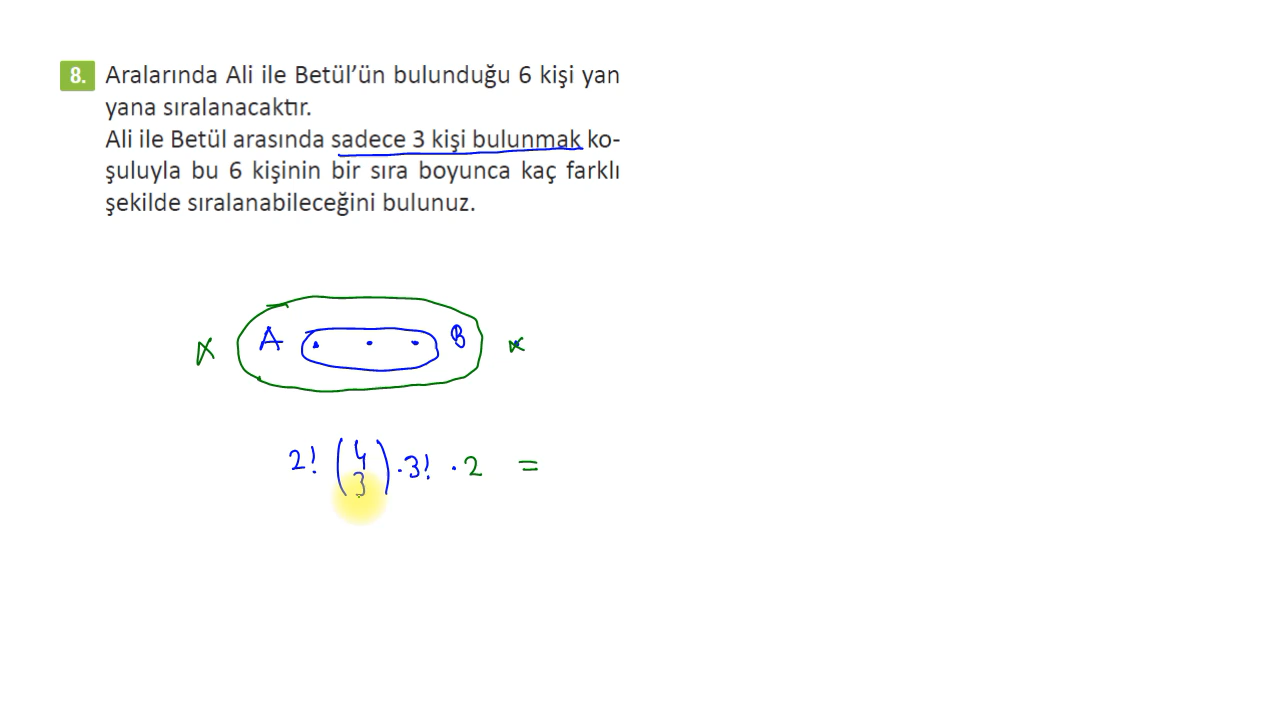 8. Aralarında Ali ile Betül'ün bulunduğu 6 kişi yan
yana sıralanacaktır.
Ali ile Betül arasında sadece 3 kişi bulunmak ko-
şuluyla bu 6 kişinin bir sıra boyunca kaç farklı
şekilde sıralanabileceğini bulunuz.
x A . . . B x
2! (4 3) . 3! . 2 =